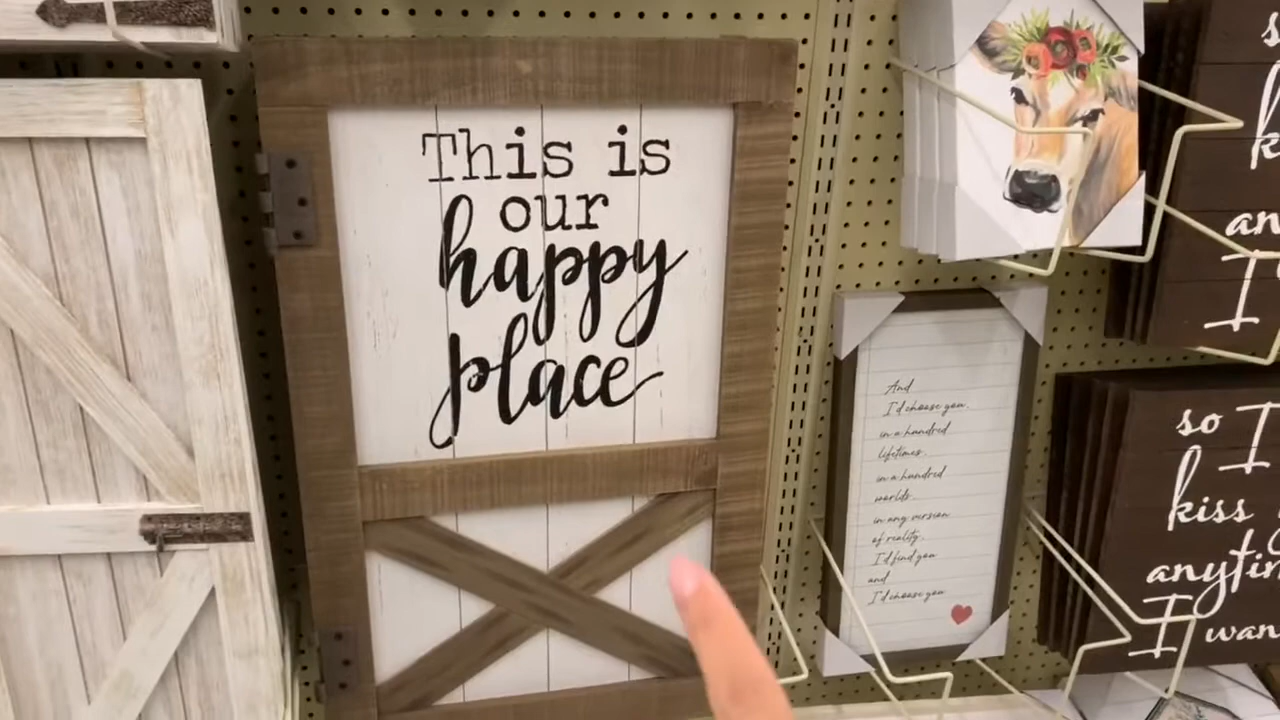 This is
our
happy
place
And
I'd choose you,
in a hundred
lifetimes.
in a hundred
worlds.
in any version
of reality.
I'd find you
and
I'd choose you
s
k
an
I
so I
kiss
anytin
I wan